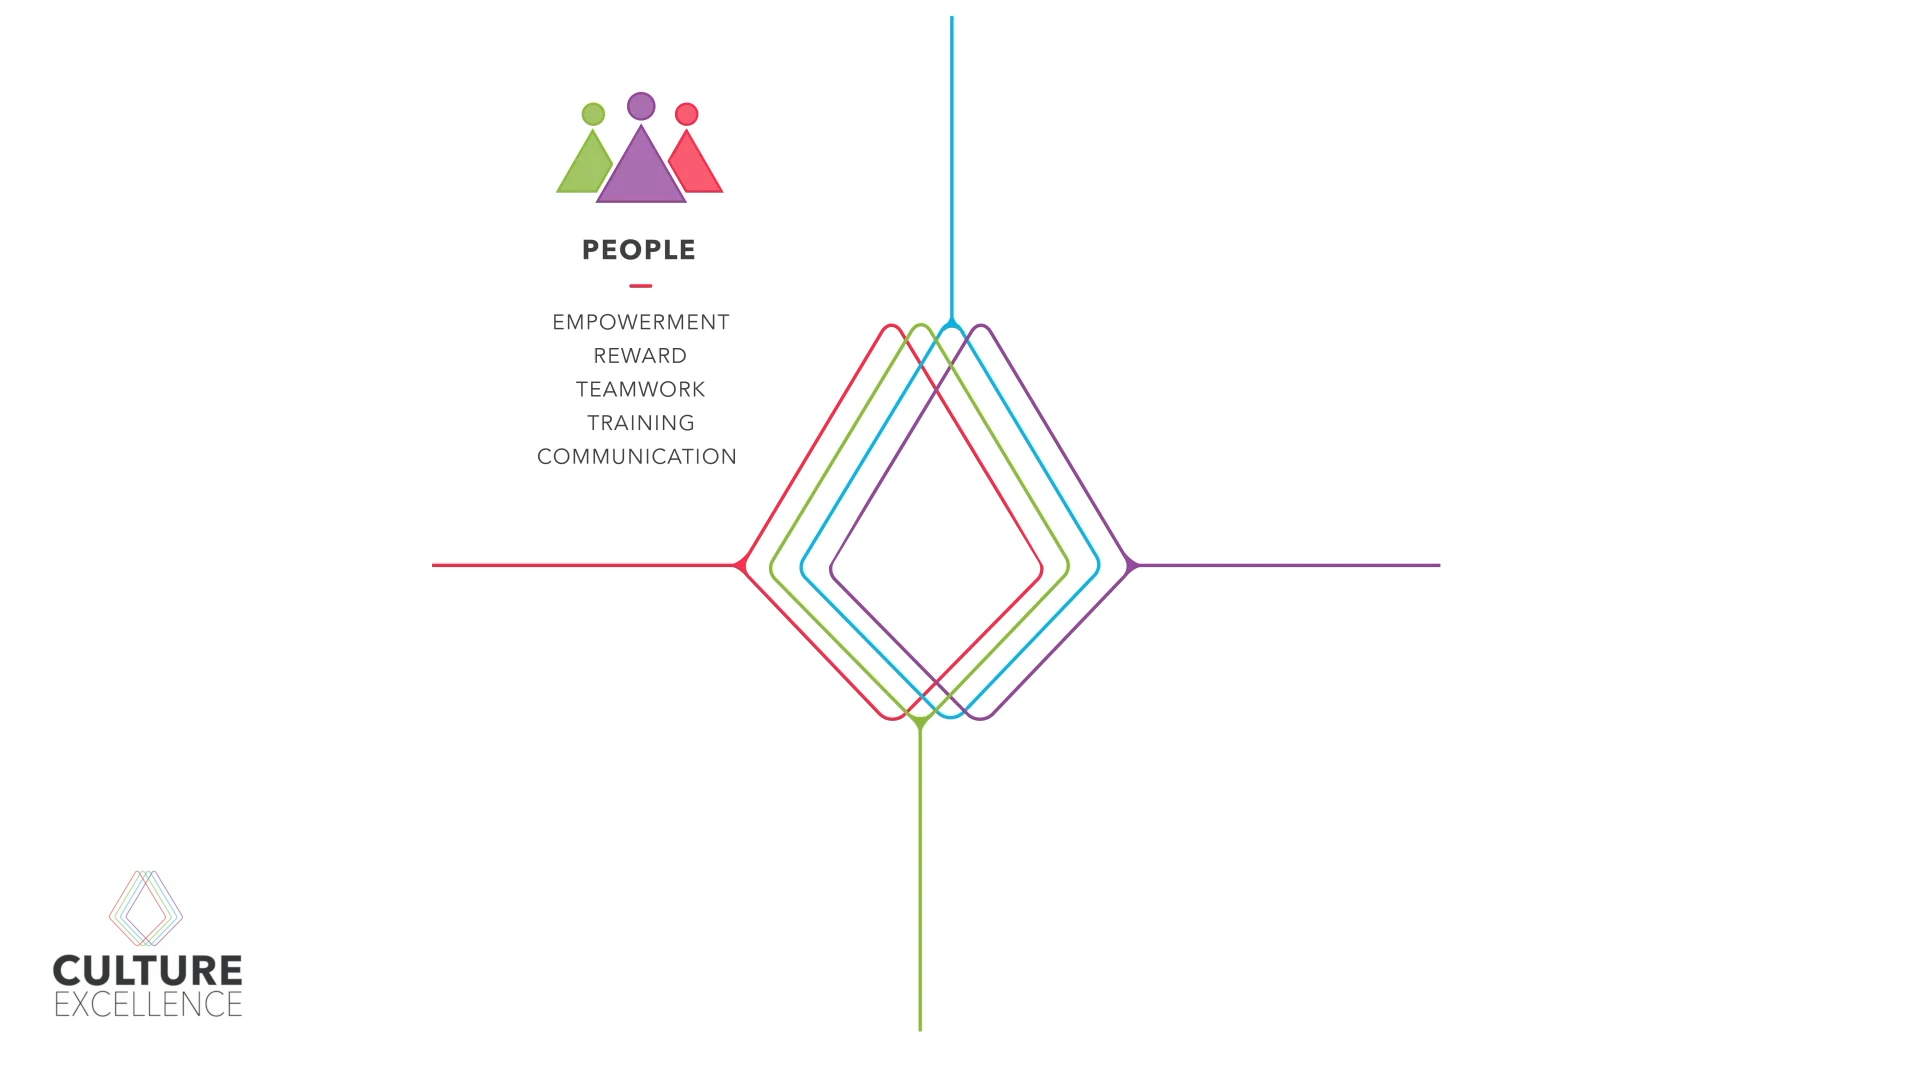 PEOPLE
EMPOWERMENT
REWARD
TEAMWORK
TRAINING
COMMUNICATION
CULTURE
EXCELLENCE